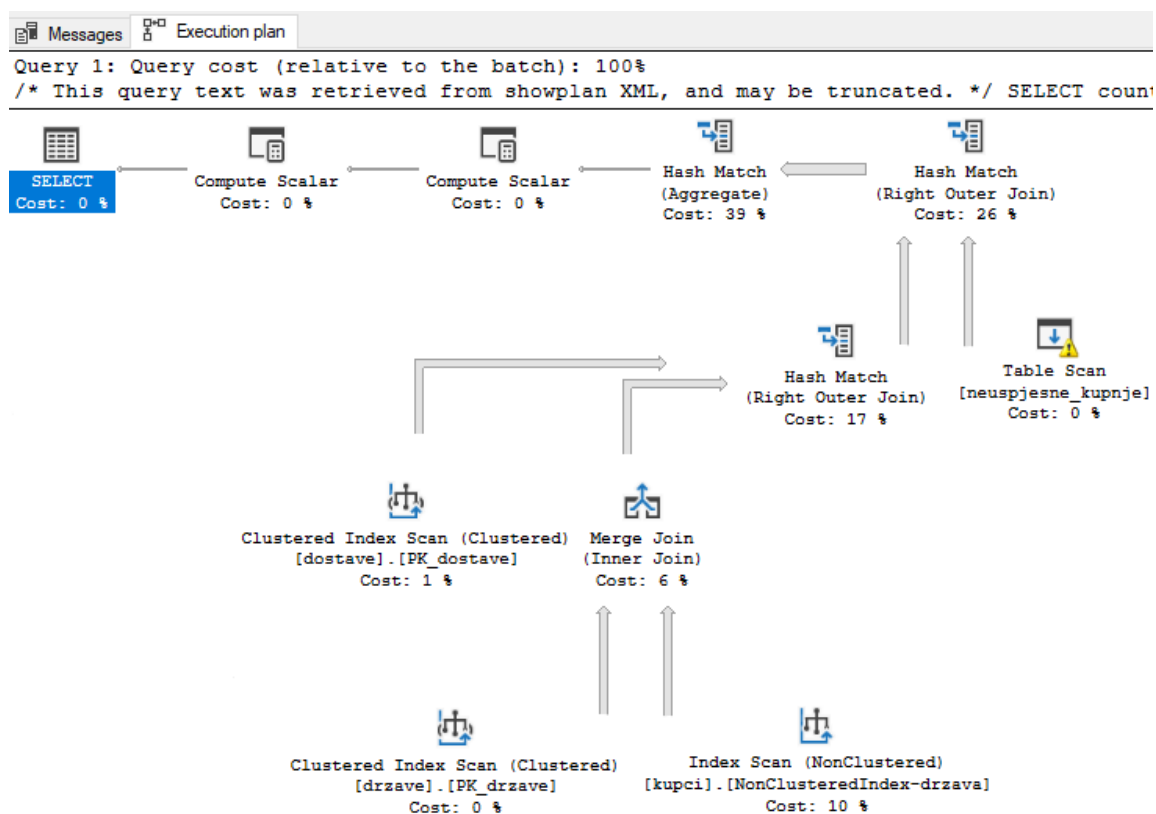 Messages
Execution plan
Query 1: Query cost (relative to the batch): 100%
/* This query text was retrieved from showplan XML, and may be truncated. */ SELECT coun
SELECT
Cost: 0 %
Compute Scalar
Cost: 0 %
Compute Scalar
Cost: 0 %
Hash Match
(Aggregate)
Cost: 39 %
Hash Match
(Right Outer Join)
Cost: 26 %
Hash Match
(Right Outer Join)
Cost: 17 %
Table Scan
[neuspjesne_kupnje]
Cost: 0 %
Clustered Index Scan (Clustered)
[dostave].[PK_dostave]
Cost: 1 %
Merge Join
(Inner Join)
Cost: 6 %
Clustered Index Scan (Clustered)
[drzave].[PK_drzave]
Cost: 0 %
Index Scan (NonClustered)
[kupci].[NonClusteredIndex-drzava]
Cost: 10 %